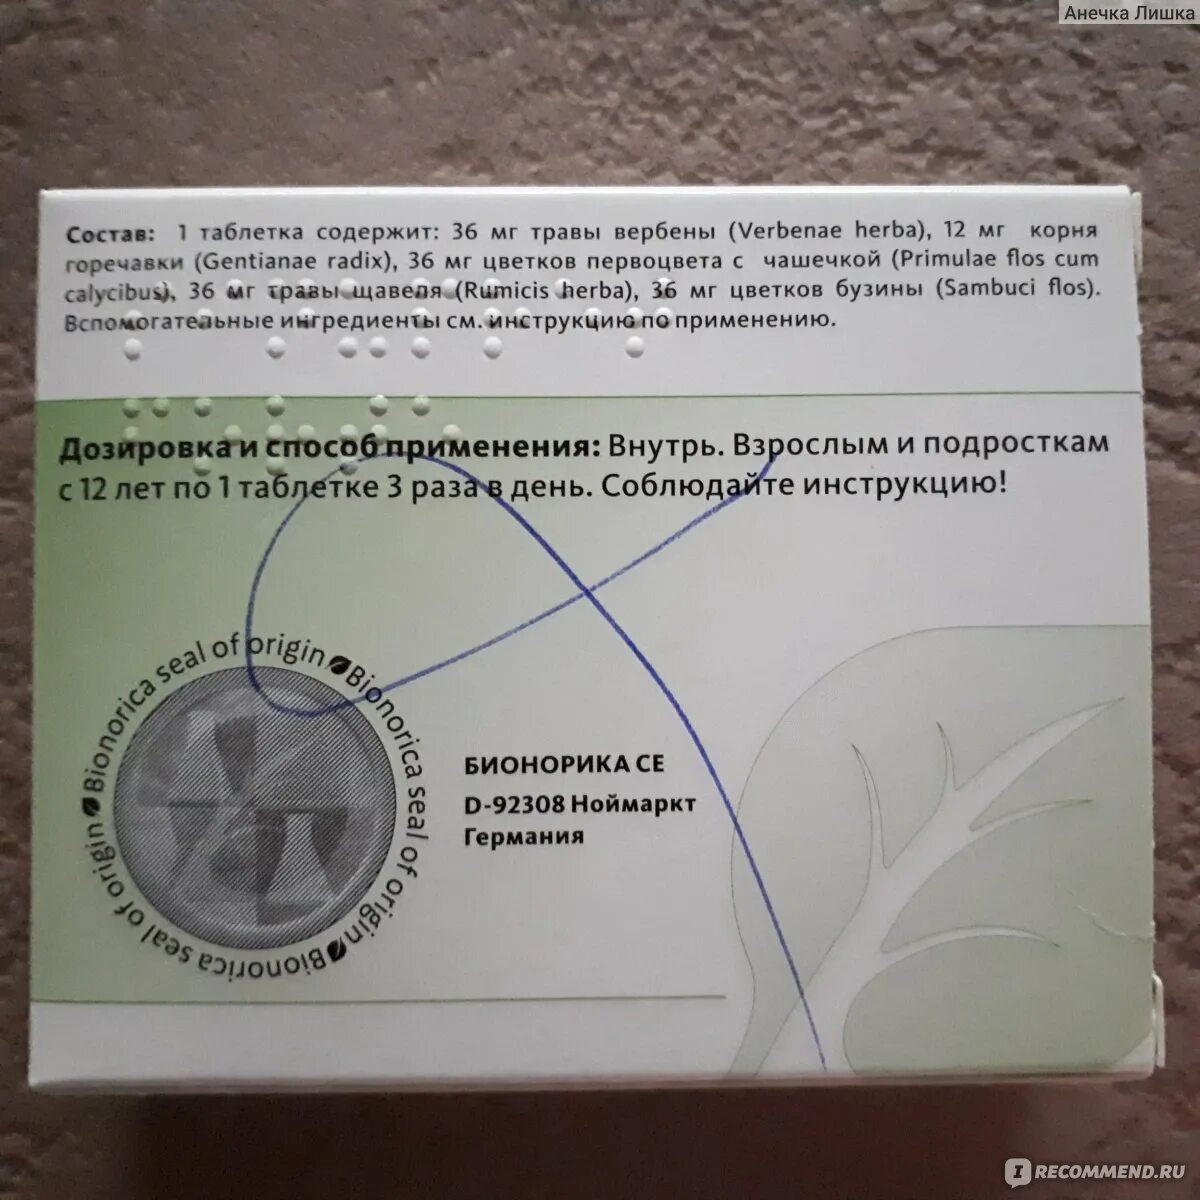 Анечка Лишка
Состав: 1 таблетка содержит: 36 мг травы вербены (Verbenae herba), 12 мг корня
горечавки (Gentianae radix), 36 мг цветков первоцвета с чашечкой (Primulae flos cum
calycibus), 36 мг травы щавеля (Rumicis herba), 36 мг цветков бузины (Sambuci flos).
Вспомогательные ингредиенты см. инструкцию по применению.
Дозировка и способ применения: Внутрь. Взрослым и подросткам
с 12 лет по 1 таблетке 3 раза в день. Соблюдайте инструкцию!
Bionorica seal of origin Bionorica seal of origin Bionorica seal of origin
БИОНОРИКА СЕ
D-92308 Ноймаркт
Германия
I RECOMMEND.RU